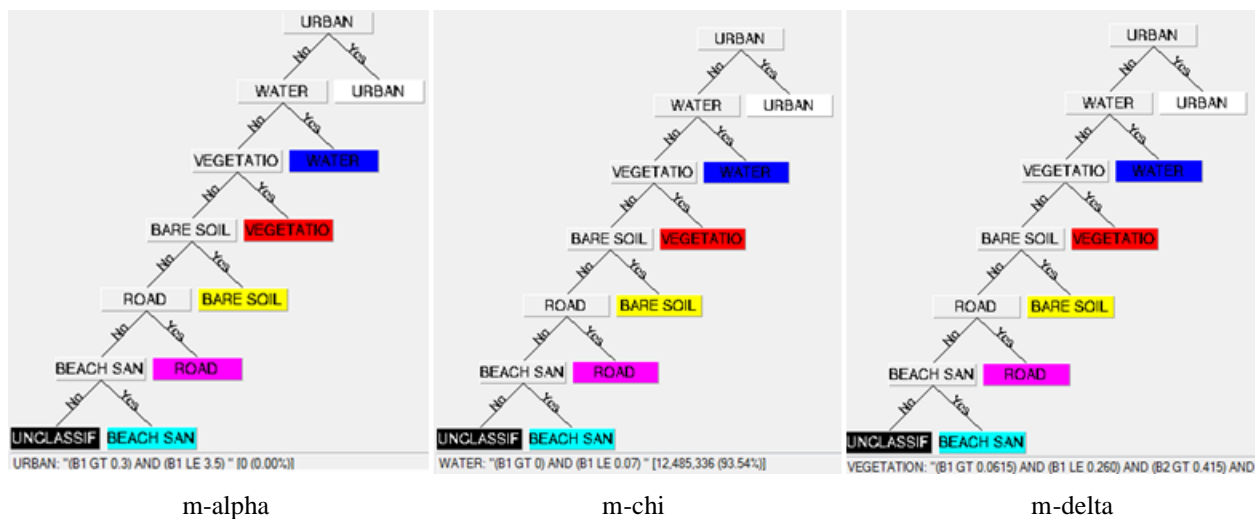 URBAN
No
Yes
WATER
URBAN
No
Yes
VEGETATIO
WATER
No
Yes
BARE SOIL
VEGETATIO
No
Yes
ROAD
BARE SOIL
No
Yes
BEACH SAN
ROAD
No
Yes
UNCLASSIF
BEACH SAN
URBAN: "(B1 GT 0.3) AND (B1 LE 3.5) " [0 (0.00%)]
m-alpha
URBAN
No
Yes
WATER
URBAN
No
Yes
VEGETATIO
WATER
No
Yes
BARE SOIL
VEGETATIO
No
Yes
ROAD
BARE SOIL
No
Yes
BEACH SAN
ROAD
No
Yes
UNCLASSIF
BEACH SAN
WATER: "(B1 GT 0) AND (B1 LE 0.07) " [12,485,336 (93.54%)]
m-chi
URBAN
No
Yes
WATER
URBAN
No
Yes
VEGETATIO
WATER
No
Yes
BARE SOIL
VEGETATIO
No
Yes
ROAD
BARE SOIL
No
Yes
BEACH SAN
ROAD
No
Yes
UNCLASSIF
BEACH SAN
VEGETATION: "(B1 GT 0.0615) AND (B1 LE 0.260) AND (B2 GT 0.415) AND
m-delta